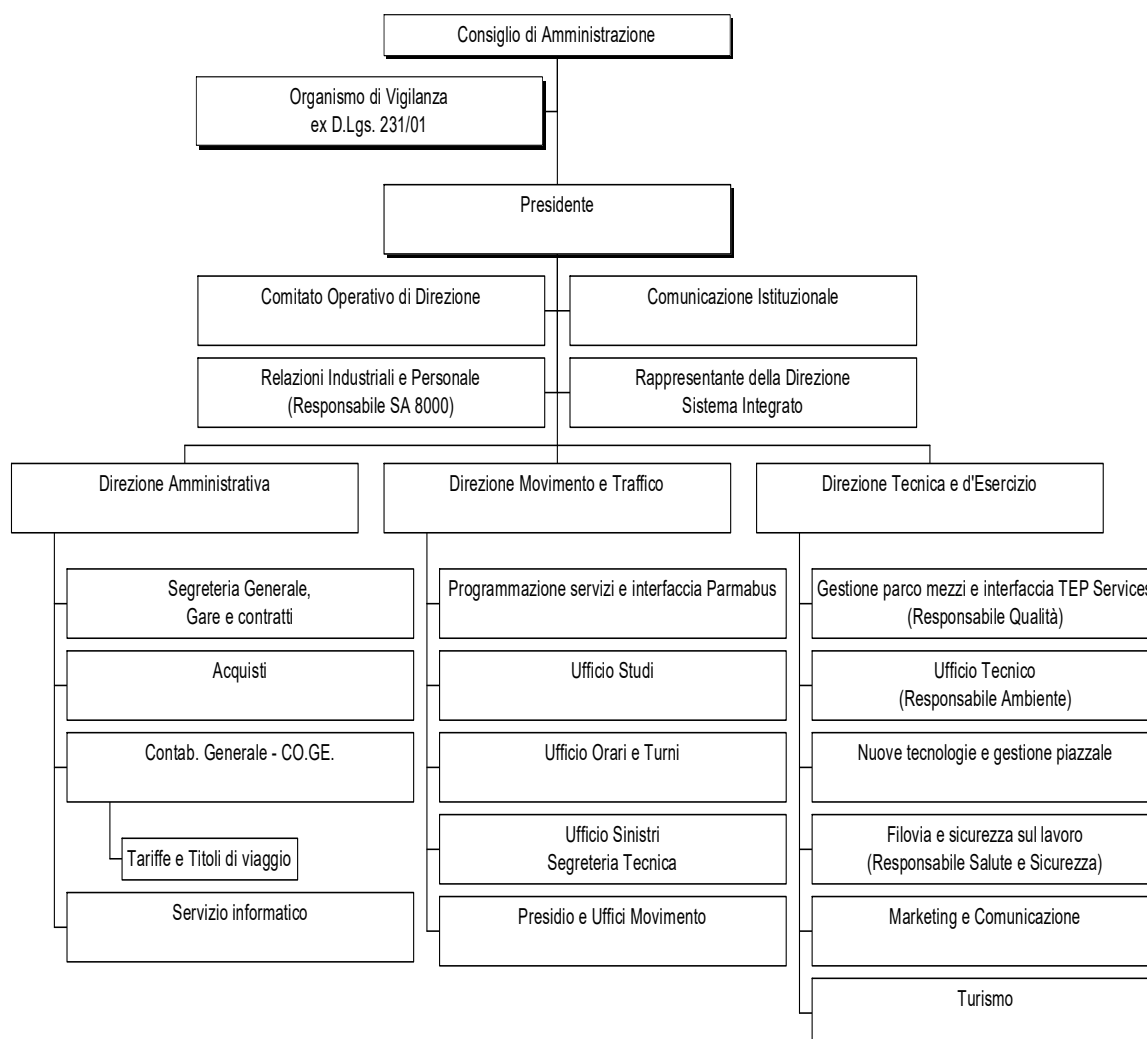 Consiglio di Amministrazione
Organismo di Vigilanza
ex D.Lgs. 231/01
Presidente
Comitato Operativo di Direzione
Comunicazione Istituzionale
Relazioni Industriali e Personale
(Responsabile SA 8000)
Rappresentante della Direzione
Sistema Integrato
Direzione Amministrativa
Segreteria Generale,
Gare e contratti
Acquisti
Contab. Generale - CO.GE.
Tariffe e Titoli di viaggio
Servizio informatico
Direzione Movimento e Traffico
Programmazione servizi e interfaccia Parmabus
Ufficio Studi
Ufficio Orari e Turni
Ufficio Sinistri
Segreteria Tecnica
Presidio e Uffici Movimento
Direzione Tecnica e d'Esercizio
Gestione parco mezzi e interfaccia TEP Services
(Responsabile Qualità)
Ufficio Tecnico
(Responsabile Ambiente)
Nuove tecnologie e gestione piazzale
Filovia e sicurezza sul lavoro
(Responsabile Salute e Sicurezza)
Marketing e Comunicazione
Turismo